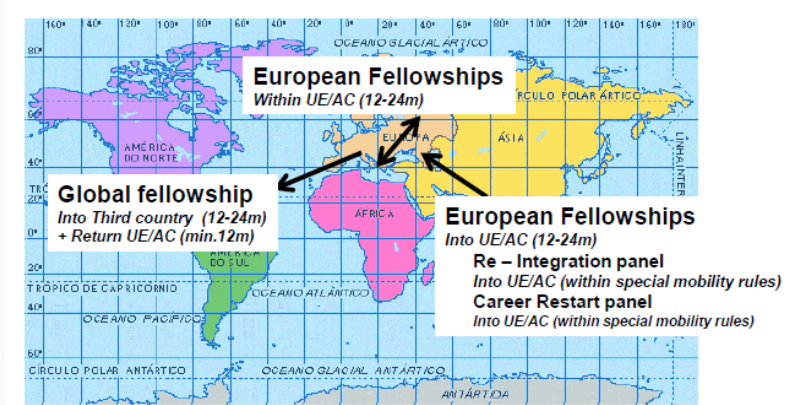 160° 140° 120° 100° 80° 60° 40° 20° 0° 20° 40° 60° 80° 100° 120° 140° 160° 180°
OCEANO GLACIAL ÁRTICO
80°
European Fellowships
Within UE/AC (12-24m)
RCULO POLAR ÁRTICO
60°
AMÉRICA
DO NORTE
EUROPA
ÁSIA
40°
Global fellowship
Into Third country (12-24m)
+ Return UE/AC (min.12m)
TRÓ
20°
LINHA INTER
ÁFRICA
European Fellowships
Into UE/AC (12-24m)
Re – Integration panel
Into UE/AC (within special mobility rules)
Career Restart panel
Into UE/AC (within special mobility rules)
0°
AMÉRICA
DO SUL
20°
TRÓPICO DE CAPRICÓRNIO
OCEANO ATLÂNTICO
40°
OCEANO PACÍFICO
60°
CÍRCULO POLAR ANTÁRTICO
OCEANO GLACIAL ANTÁRTICO
ANTÁRTIDA